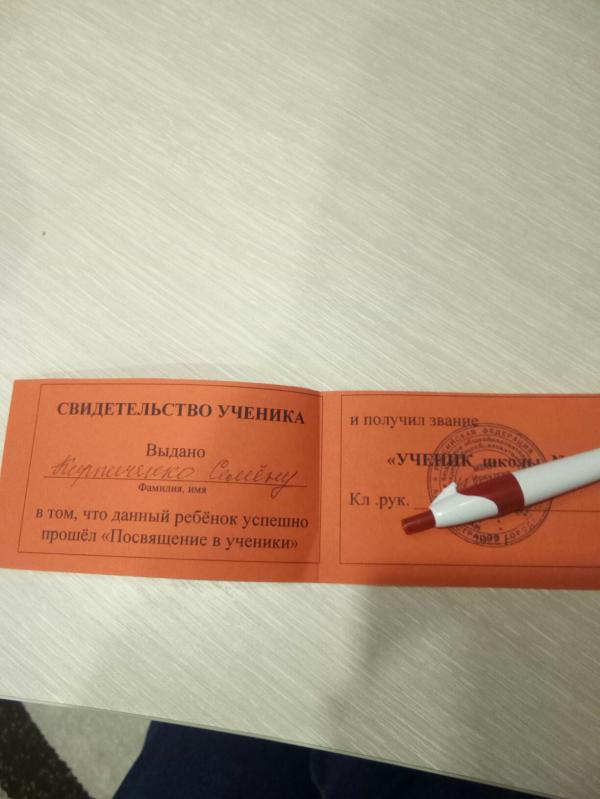 СВИДЕТЕЛЬСТВО УЧЕНИКА
Выдано
Семёну
Фамилия, имя
в том, что данный ребёнок успешно
прошёл «Посвящение в ученики»
и получил звание
«УЧЕНИК школы
Кл .рук.